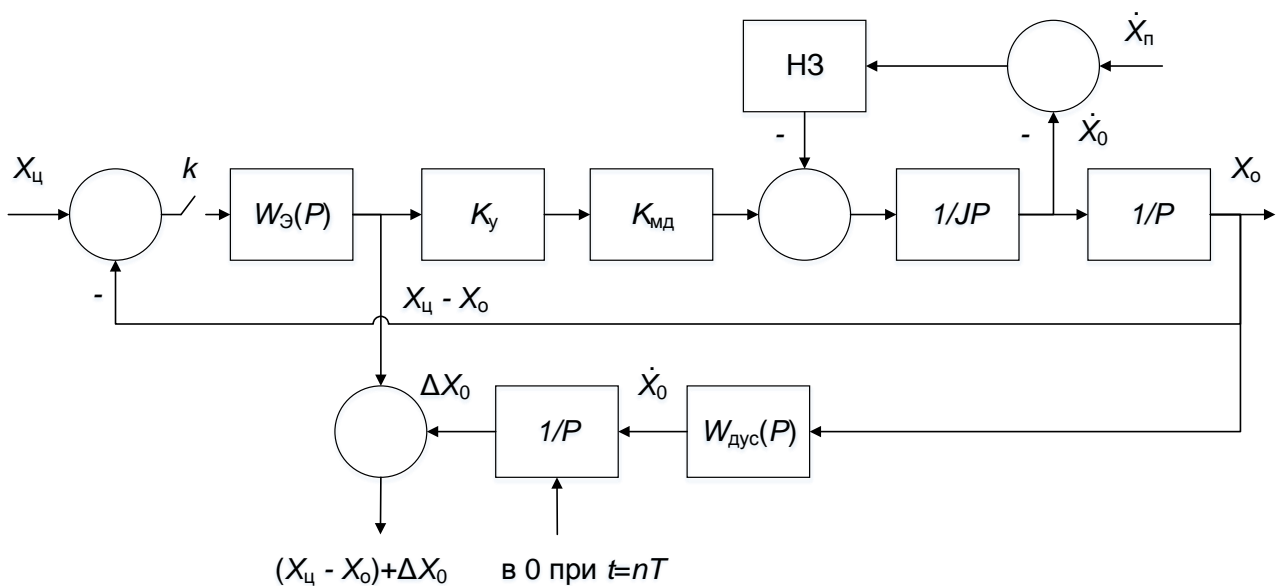 Ẋп
НЗ
-
-
Ẋ0
Xц
k
WЭ(P)
Kу
Kмд
1/JP
1/P
Xо
-
Xц - Xо
ΔX0
1/P
Ẋ0
Wдус(P)
(Xц - Xо)+ΔX0
в 0 при t=nT